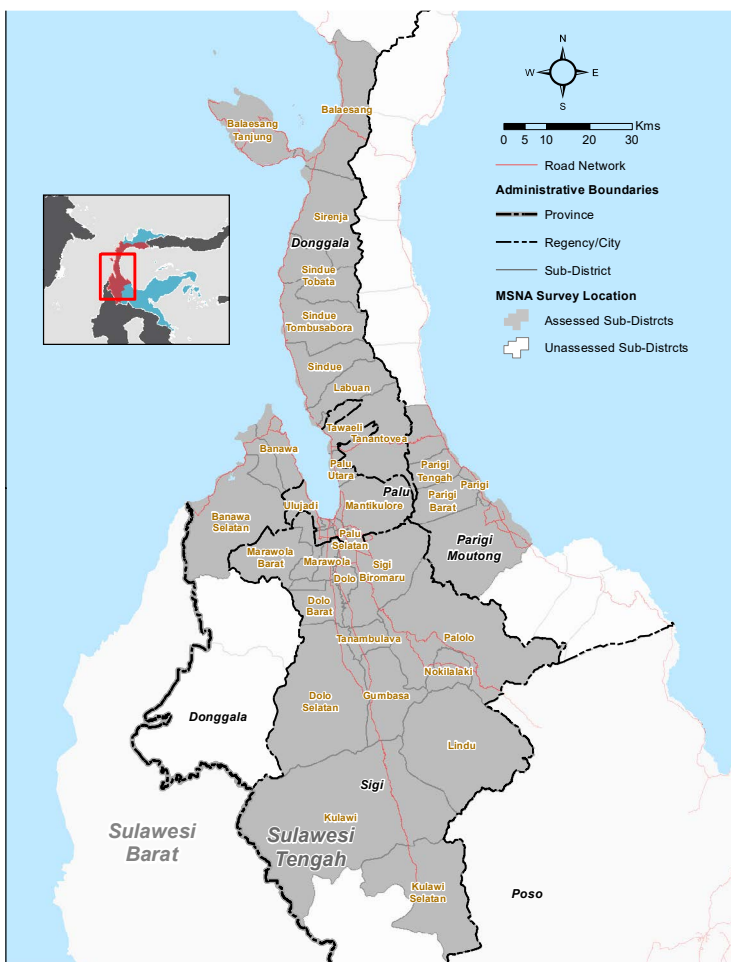 N
W E
S
Kms
0 5 10 20 30
Road Network
Administrative Boundaries
Province
Regency/City
Sub-District
MSNA Survey Location
Assessed Sub-Distrcts
Unassessed Sub-Distrcts
Balaesang
Balaesang
Tanjung
Sirenja
Donggala
Sindue
Tobata
Sindue
Tombusabora
Sindue
Labuan
Tawaeli
Tanantovea
Banawa
Palu
Utara
Parigi
Tengah
Parigi
Palu
Parigi
Barat
Ulujadi
Mantikulore
Banawa
Selatan
Palu
Selatan
Parigi
Moutong
Marawola
Barat
Marawola
Sigi
Biromaru
Dolo
Dolo
Barat
Tanambulava
Palolo
Nokilalaki
Dolo
Selatan
Gumbasa
Donggala
Lindu
Sigi
Kulawi
Sulawesi
Barat
Sulawesi
Tengah
Kulawi
Selatan
Poso